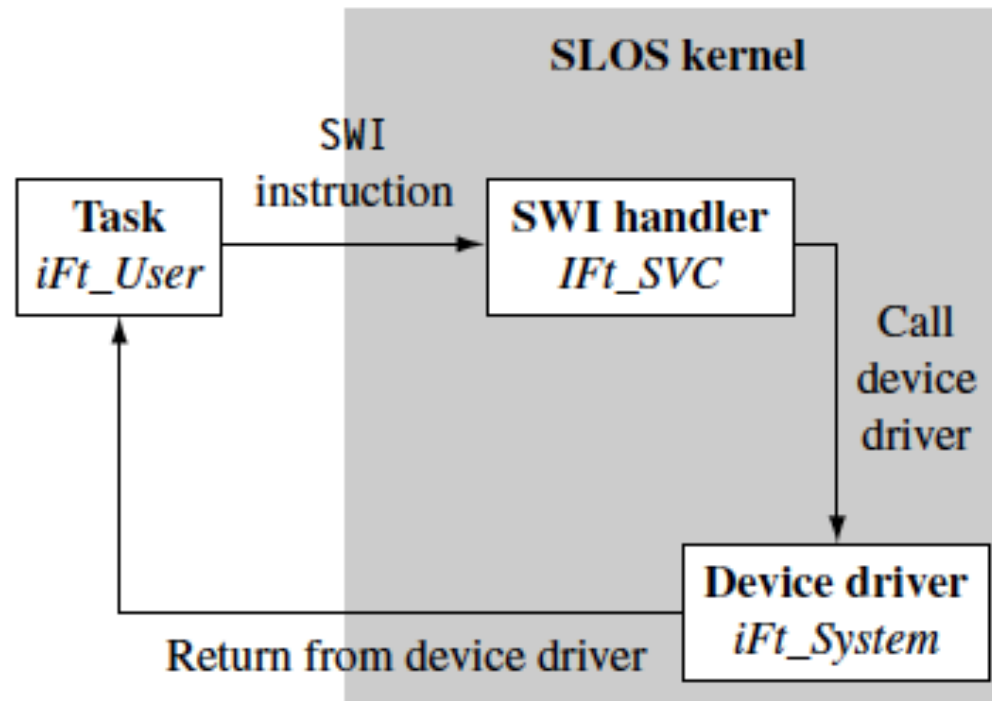 SLOS kernel
SWI
instruction
Task
iFt_User
SWI handler
IFt_SVC
Call
device
driver
Device driver
iFt_System
Return from device driver